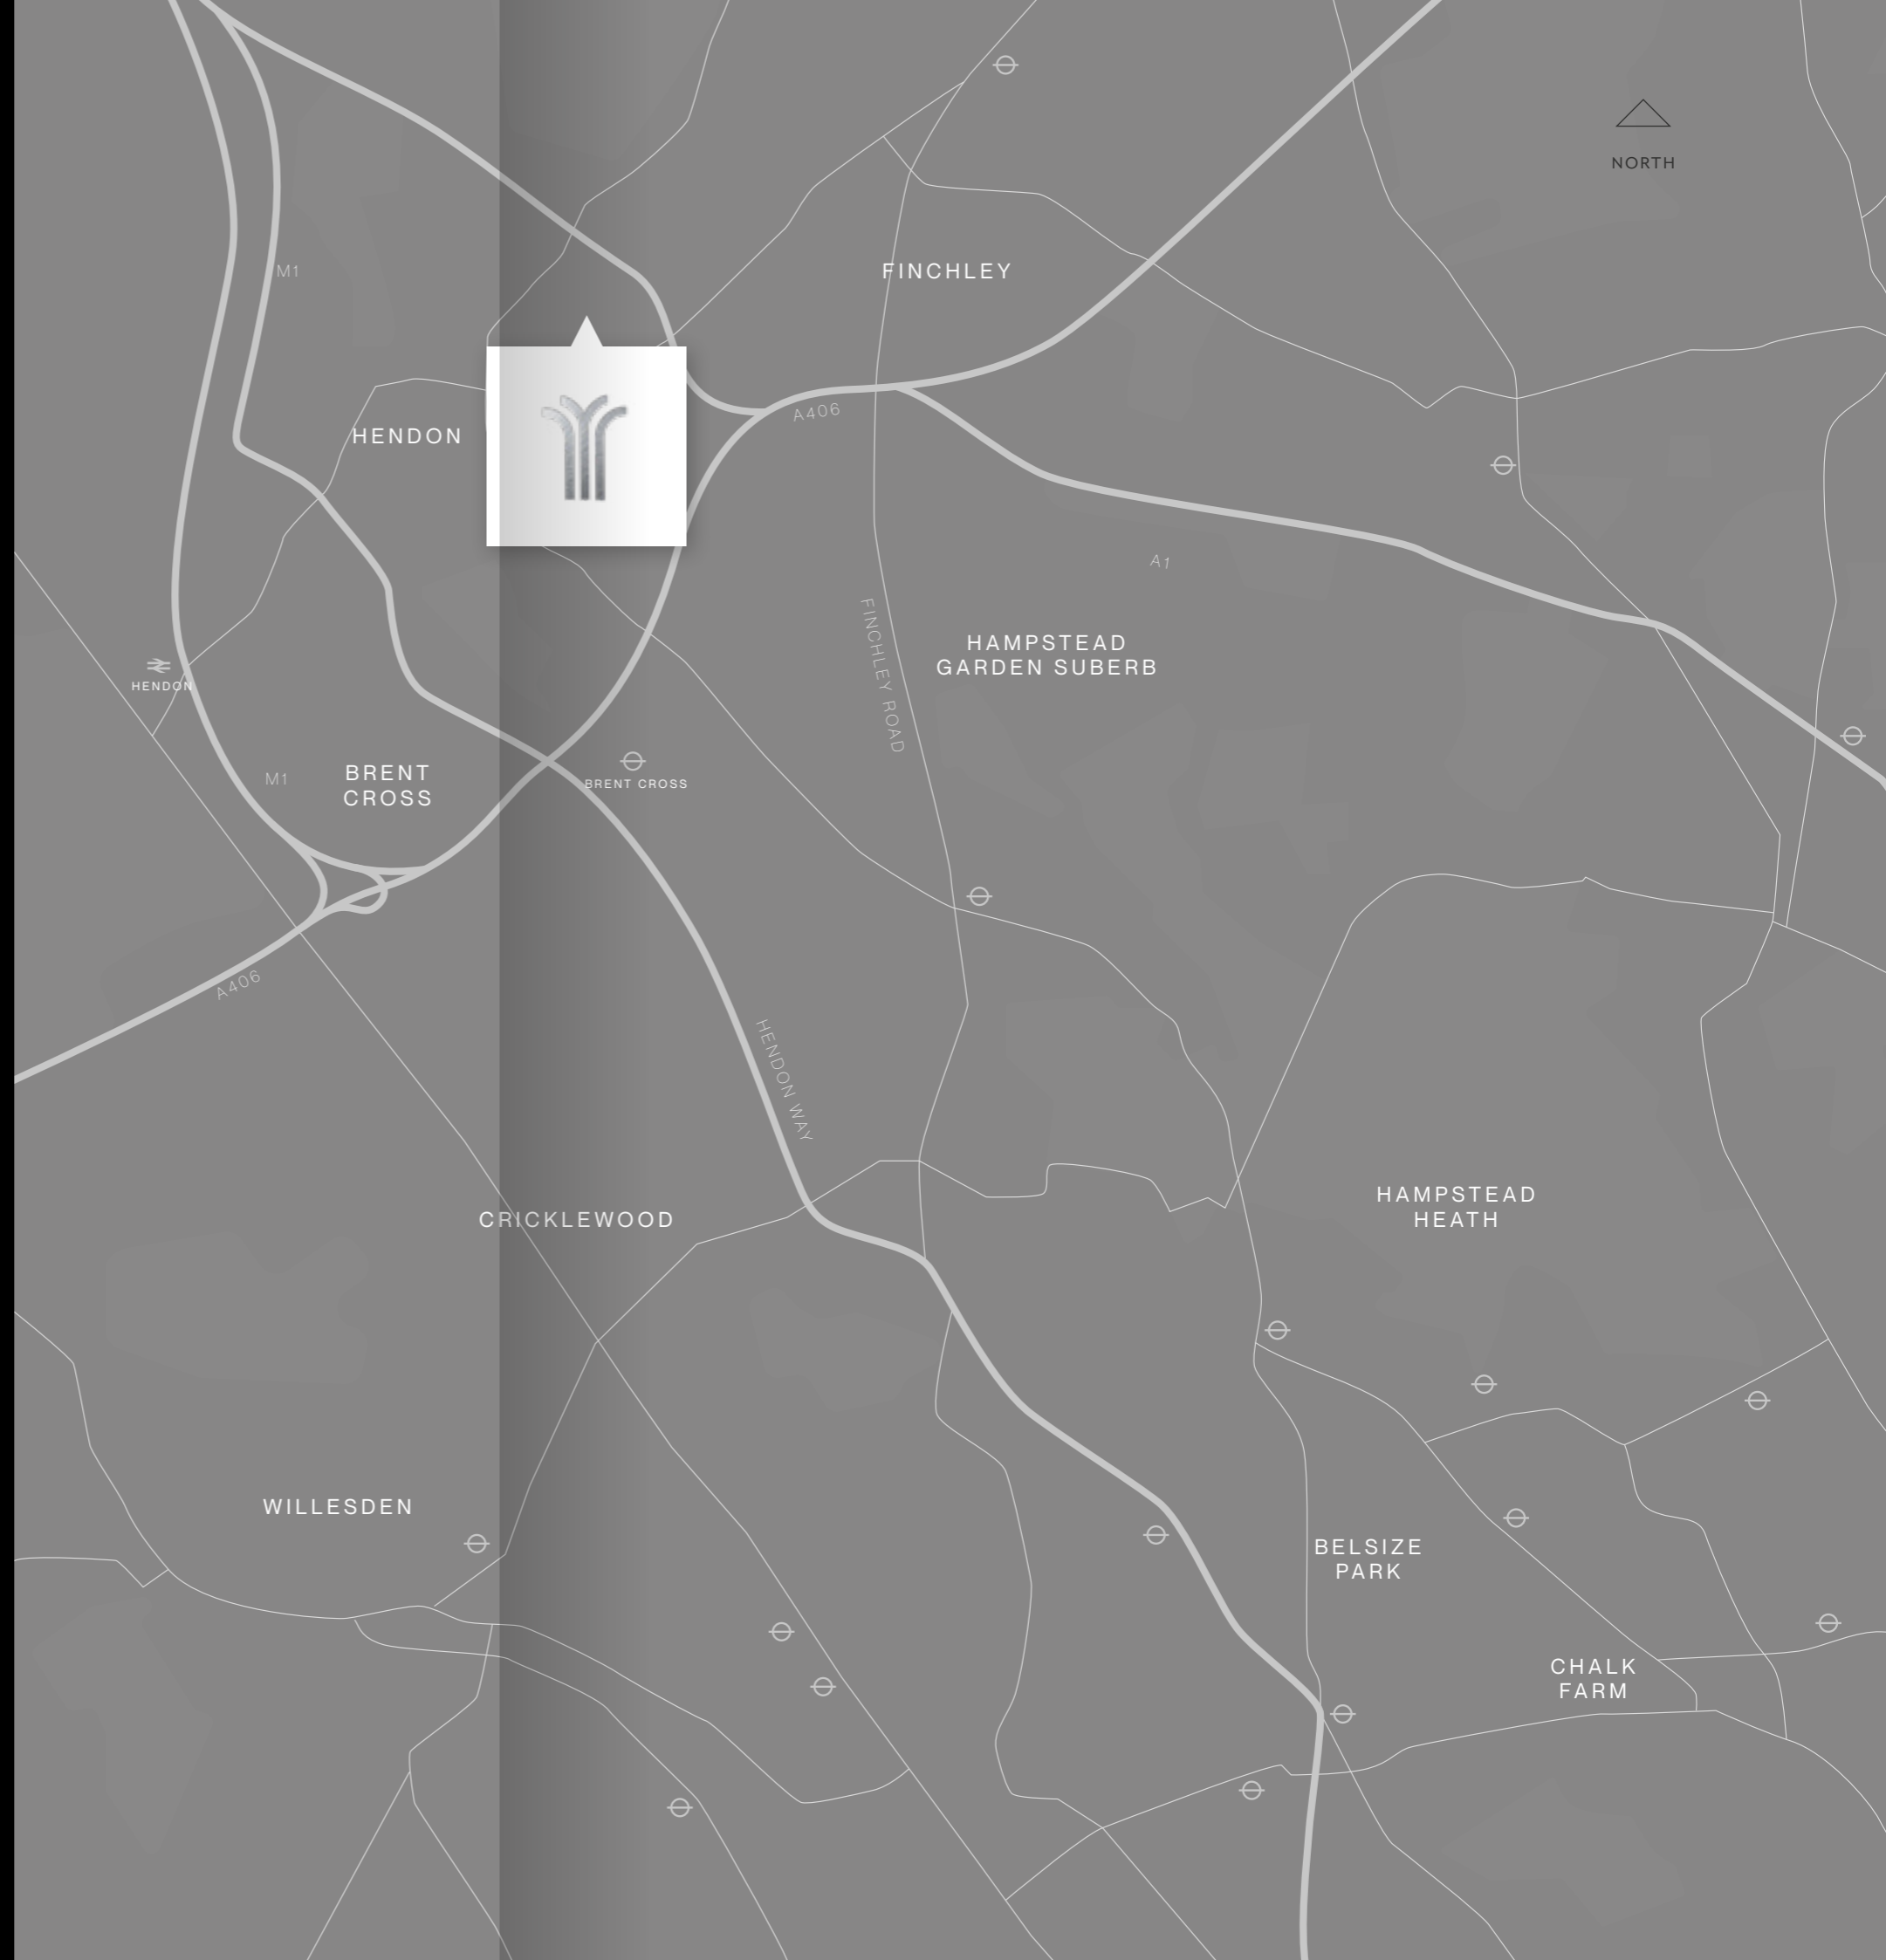 NORTH
M1
FINCHLEY
A406
HENDON
A1
FINCHLEY ROAD
HAMPSTEAD
GARDEN SUBERB
HENDON
BRENT
CROSS
M1
BRENT CROSS
A406
HENDON WAY
CRICKLEWOOD
HAMPSTEAD
HEATH
WILLESDEN
BELSIZE
PARK
CHALK
FARM